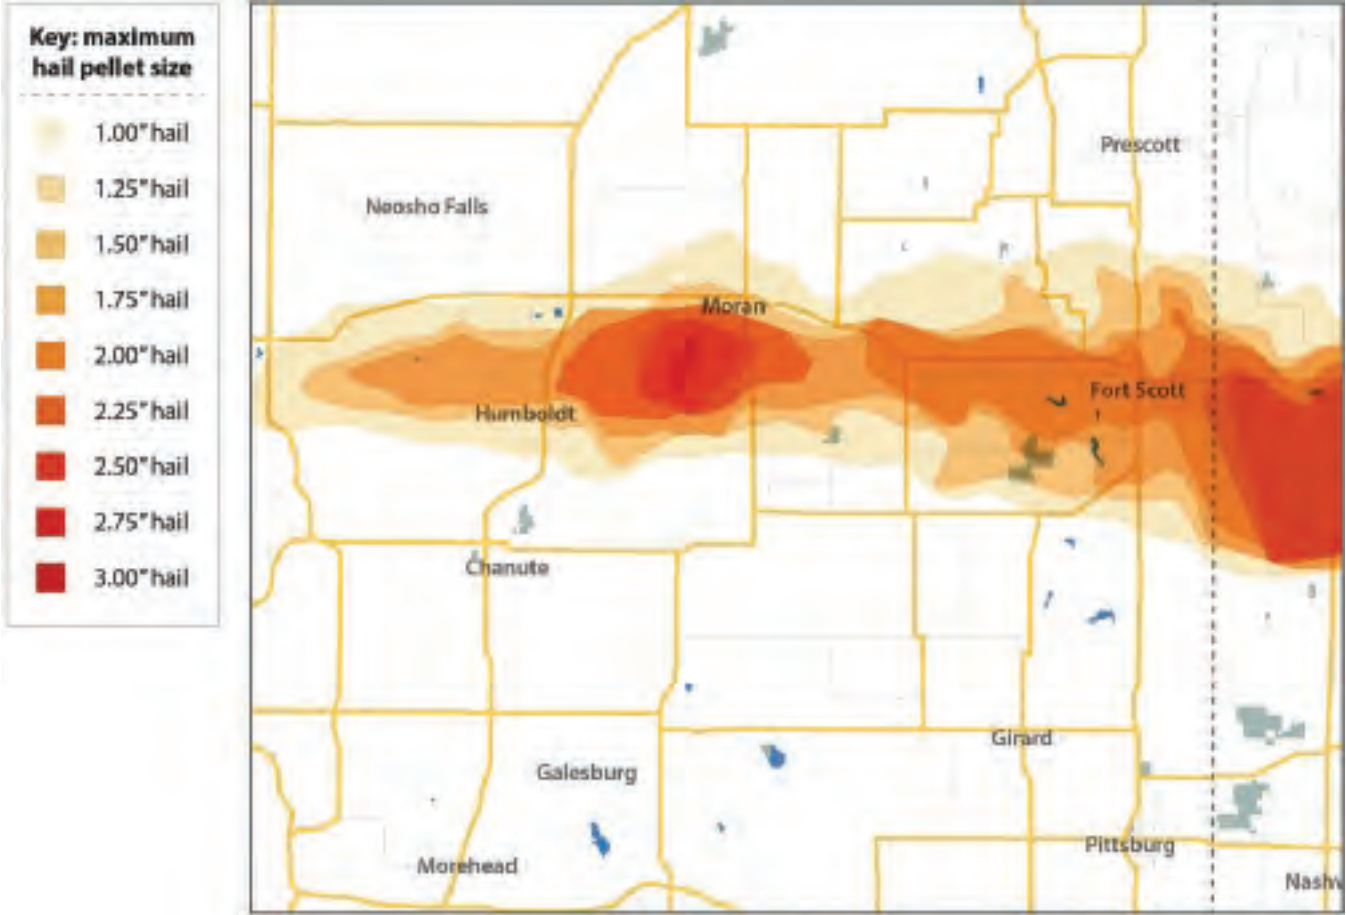 Key: maximum
hail pellet size
1.00" hail
1.25" hail
1.50" hail
1.75" hail
2.00" hail
2.25" hail
2.50" hail
2.75" hail
3.00" hail
Prescott
Neosho Falls
Moran
Fort Scott
Humboldt
Chanute
Girard
Galesburg
Pittsburg
Morehead
Nashv